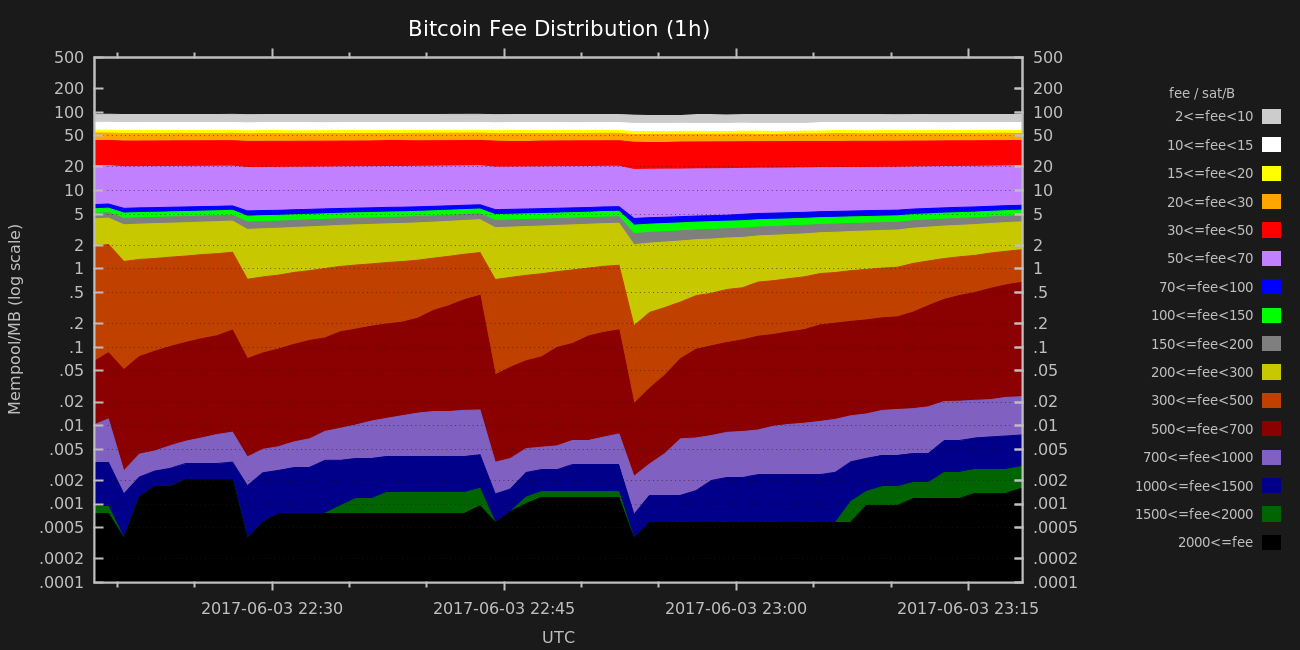 Bitcoin Fee Distribution (1h)
500
200
100
50
20
10
5
2
1
.5
.2
.1
.05
.02
.01
.005
.002
.001
.0005
.0002
.0001
Mempool/MB (log scale)
500
200
100
50
20
10
5
2
1
.5
.2
.1
.05
.02
.01
.005
.002
.001
.0005
.0002
.0001
fee / sat/B
2<=fee<10
10<=fee<15
15<=fee<20
20<=fee<30
30<=fee<50
50<=fee<70
70<=fee<100
100<=fee<150
150<=fee<200
200<=fee<300
300<=fee<500
500<=fee<700
700<=fee<1000
1000<=fee<1500
1500<=fee<2000
2000<=fee
2017-06-03 22:30 2017-06-03 22:45 2017-06-03 23:00 2017-06-03 23:15
UTC